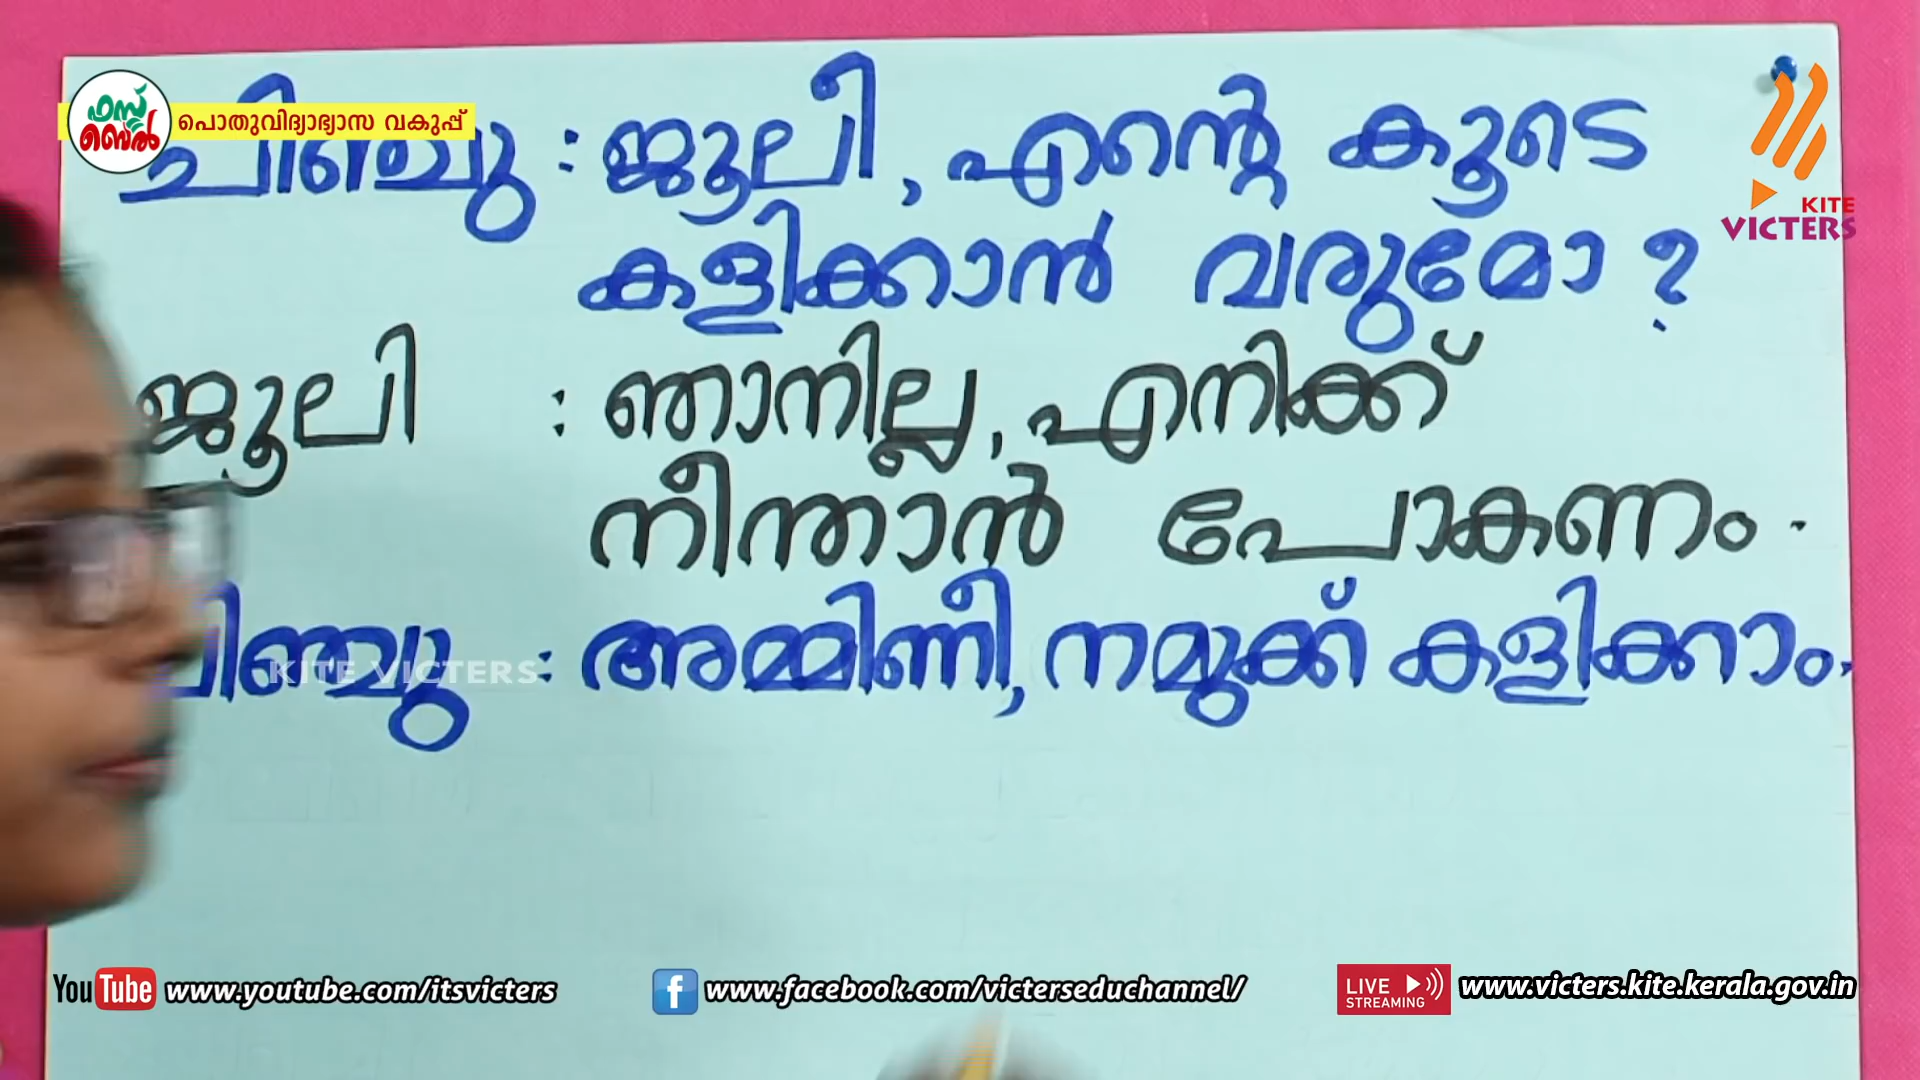 ഫസ്റ്റ് ബെൽ
പൊതുവിദ്യാഭ്യാസ വകുപ്പ്
KITE VICTERS
ചിഞ്ചു : ജൂലീ, എന്റെ കൂടെ
കളിക്കാൻ വരുമോ ?
ജൂലി : ഞാനില്ല, എനിക്ക്
നീന്താൻ പോകണം .
ചിഞ്ചു : അമ്മിണീ, നമുക്ക് കളിക്കാം.
KITE VICTERS
YouTube www.youtube.com/itsvicters
f www.facebook.com/victerseduchannel/
LIVE STREAMING www.victers.kite.kerala.gov.in